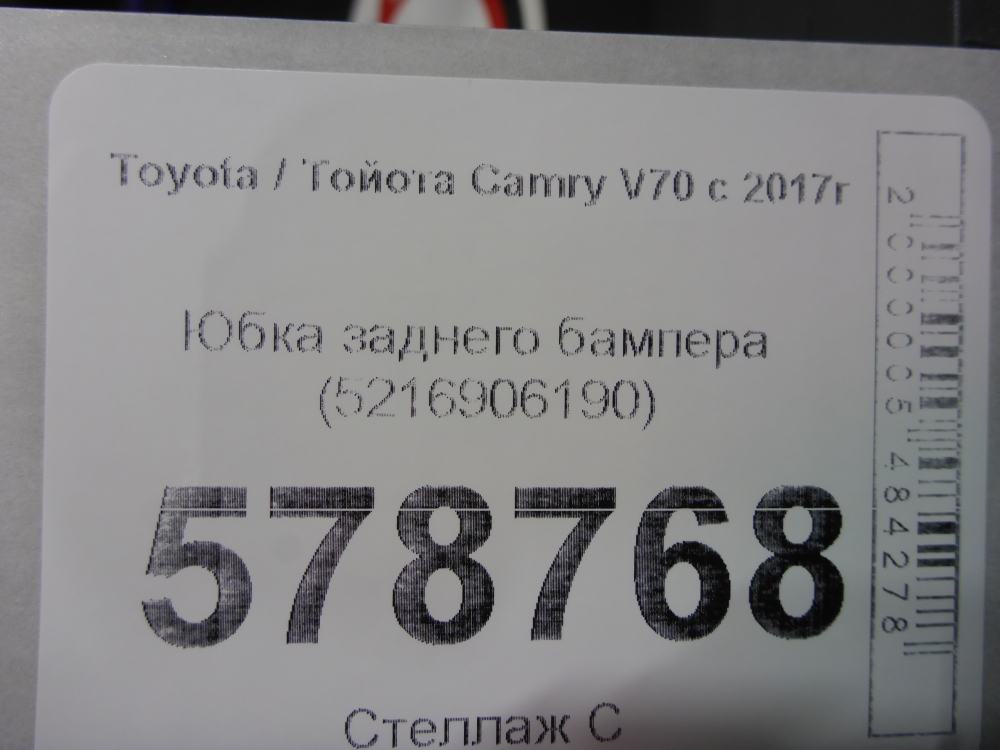 Toyota / Тойота Camry V70 с 2017г
Юбка заднего бампера
(5216906190)
578768
Стеллаж С
2000005484278